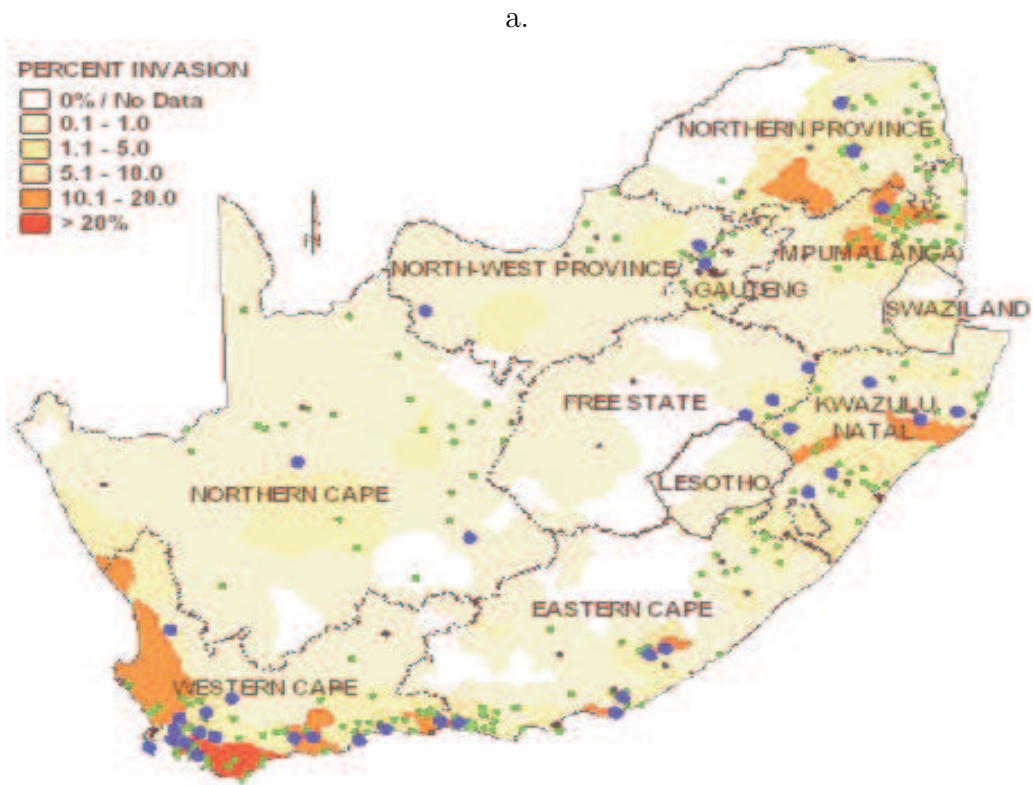 a.
PERCENT INVASION
0% / No Data
0.1 - 1.0
1.1 - 5.0
5.1 - 10.0
10.1 - 20.0
> 20%
N
NORTHERN PROVINCE
NORTH-WEST PROVINCE
MPUMALANGA
GAUTENG
SWAZILAND
FREE STATE
KWAZULU
NATAL
LESOTHO
NORTHERN CAPE
EASTERN CAPE
WESTERN CAPE